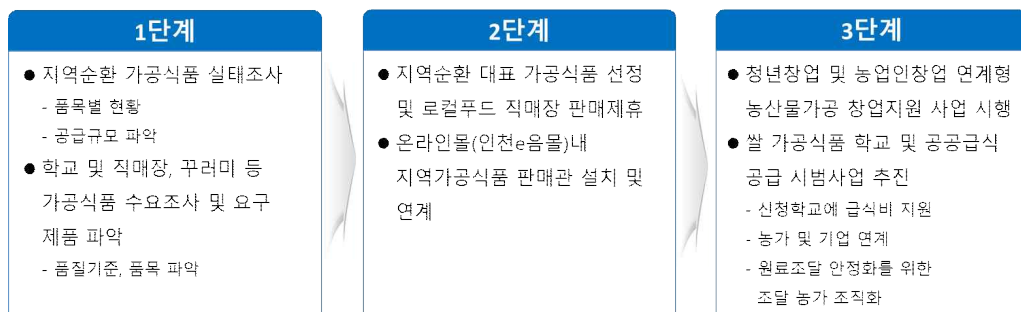 1단계
● 지역순환 가공식품 실태조사
- 품목별 현황
- 공급규모 파악
● 학교 및 직매장, 꾸러미 등
가공식품 수요조사 및 요구
제품 파악
- 품질기준, 품목 파악
2단계
● 지역순환 대표 가공식품 선정
및 로컬푸드 직매장 판매제휴
● 온라인몰(인천e음몰)내
지역가공식품 판매관 설치 및
연계
3단계
● 청년창업 및 농업인창업 연계형
농산물가공 창업지원 사업 시행
● 쌀 가공식품 학교 및 공공급식
공급 시범사업 추진
- 신청학교에 급식비 지원
- 농가 및 기업 연계
- 원료조달 안정화를 위한
조달 농가 조직화